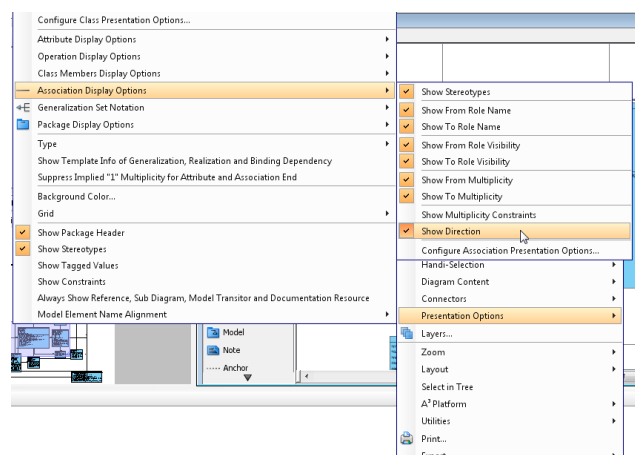 Configure Class Presentation Options...
Attribute Display Options
Operation Display Options
Class Members Display Options
Association Display Options
Generalization Set Notation
Package Display Options
Type
Show Template Info of Generalization, Realization and Binding Dependency
Suppress Implied "1" Multiplicity for Attribute and Association End
Background Color...
Grid
Show Package Header
Show Stereotypes
Show Tagged Values
Show Constraints
Always Show Reference, Sub Diagram, Model Transitor and Documentation Resource
Model Element Name Alignment
Show Stereotypes
Show From Role Name
Show To Role Name
Show From Role Visibility
Show To Role Visibility
Show From Multiplicity
Show To Multiplicity
Show Multiplicity Constraints
Show Direction
Configure Association Presentation Options...
Handi-Selection
Diagram Content
Connectors
Presentation Options
Layers...
Zoom
Layout
Select in Tree
A³ Platform
Utilities
Print...
Export
Model
Note
Anchor